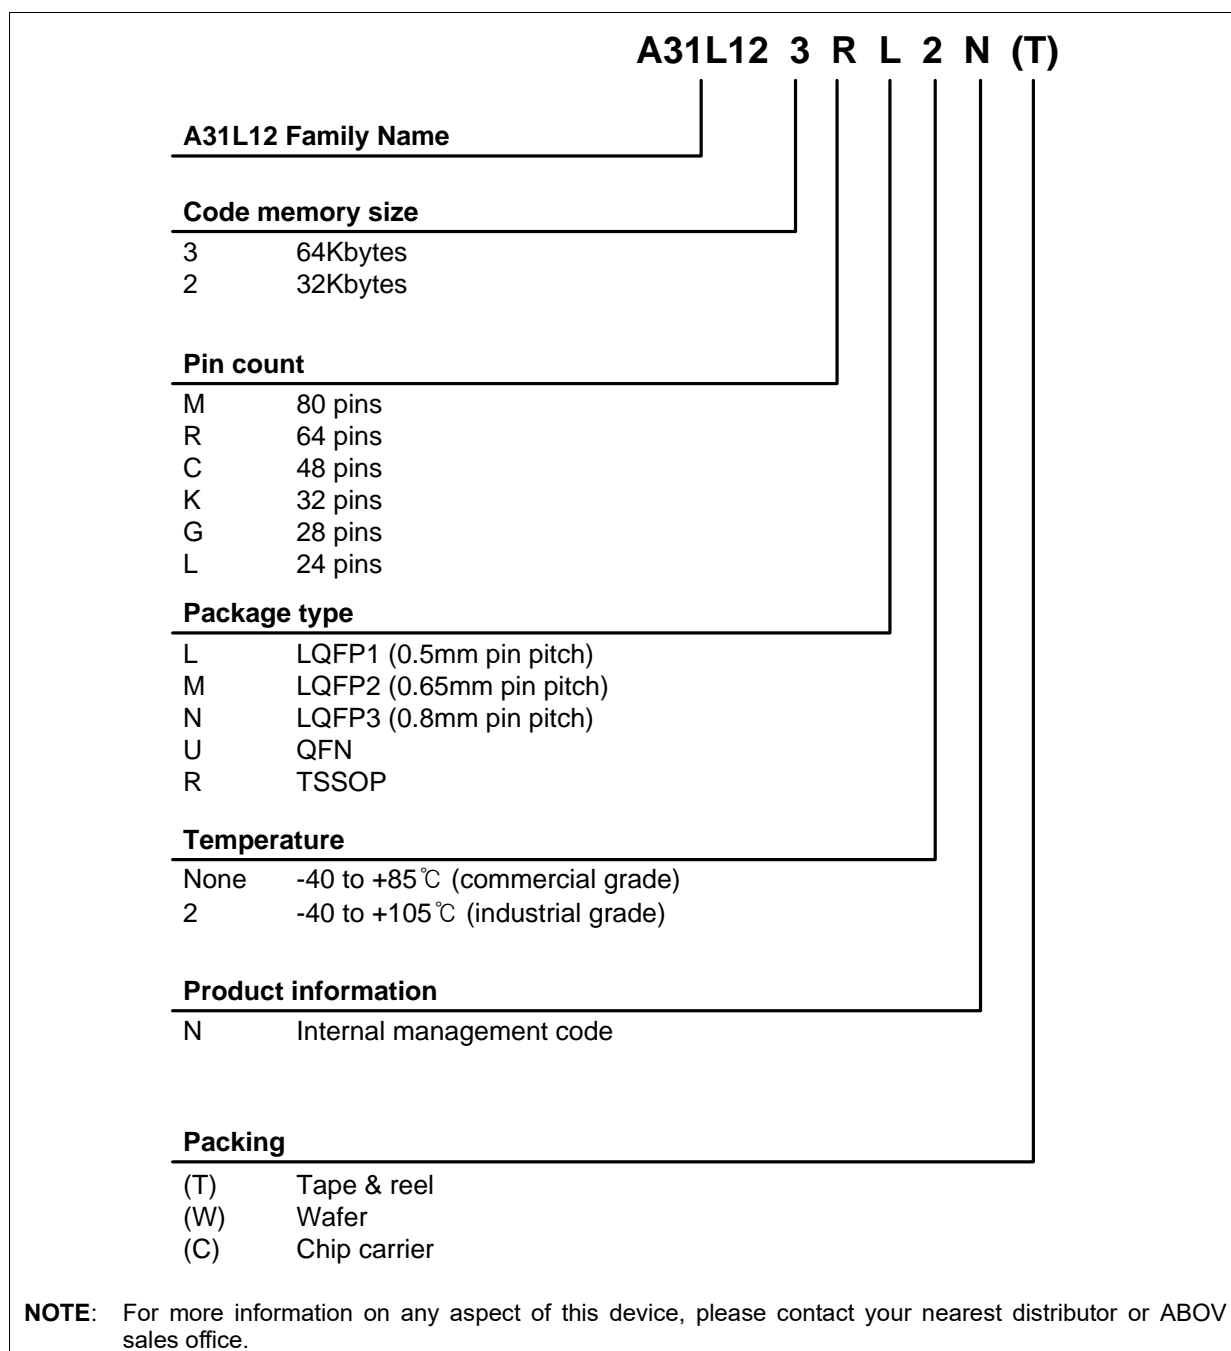 A31L12 3 R L 2 N (T)
A31L12 Family Name
Code memory size
3 64Kbytes
2 32Kbytes
Pin count
M 80 pins
R 64 pins
C 48 pins
K 32 pins
G 28 pins
L 24 pins
Package type
L LQFP1 (0.5mm pin pitch)
M LQFP2 (0.65mm pin pitch)
N LQFP3 (0.8mm pin pitch)
U QFN
R TSSOP
Temperature
None -40 to +85℃ (commercial grade)
2 -40 to +105℃ (industrial grade)
Product information
N Internal management code
Packing
(T) Tape & reel
(W) Wafer
(C) Chip carrier
NOTE: For more information on any aspect of this device, please contact your nearest distributor or ABOV
sales office.